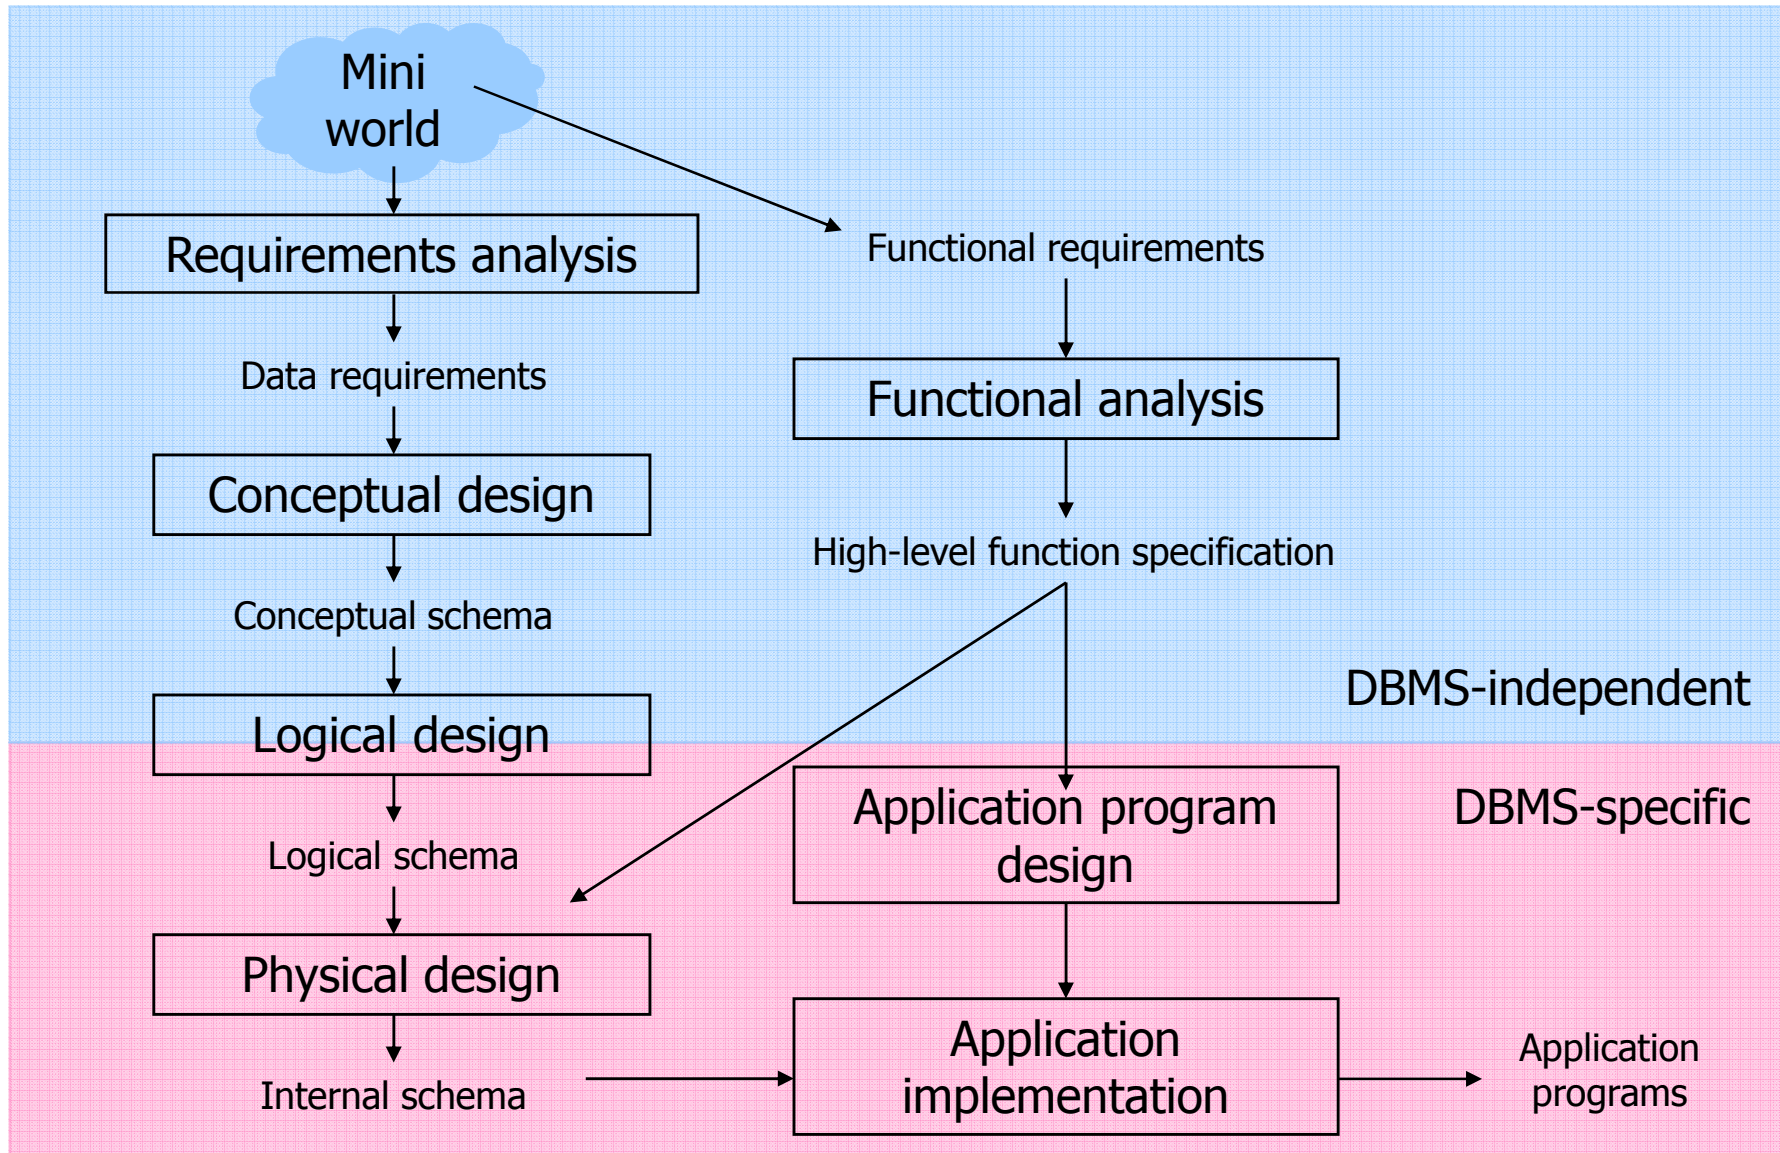 Mini
world
Requirements analysis
Functional requirements
Data requirements
Functional analysis
Conceptual design
High-level function specification
Conceptual schema
DBMS-independent
Logical design
DBMS-specific
Application program
design
Logical schema
Physical design
Application
implementation
Internal schema
Application
programs